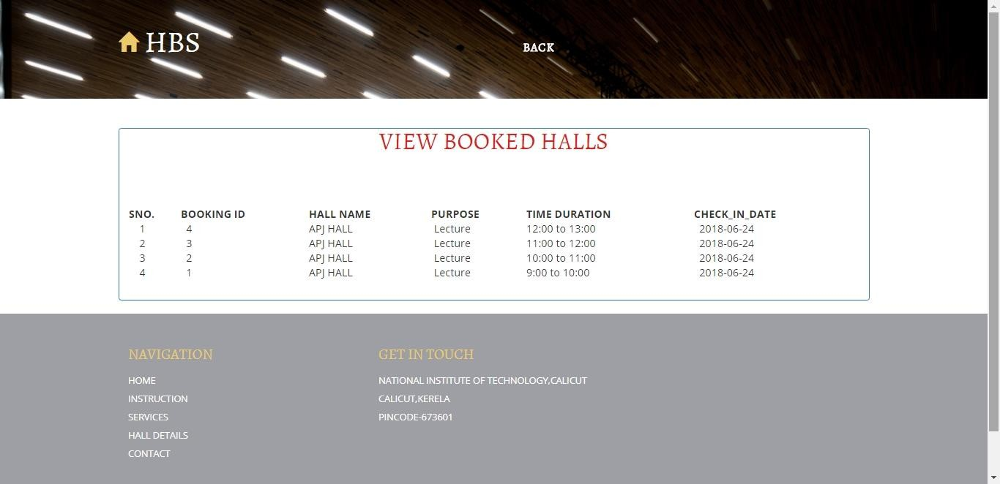 HBS
BACK
VIEW BOOKED HALLS
SNO. BOOKING ID HALL NAME PURPOSE TIME DURATION CHECK_IN_DATE
1 4 APJ HALL Lecture 12:00 to 13:00 2018-06-24
2 3 APJ HALL Lecture 11:00 to 12:00 2018-06-24
3 2 APJ HALL Lecture 10:00 to 11:00 2018-06-24
4 1 APJ HALL Lecture 9:00 to 10:00 2018-06-24
NAVIGATION
HOME
INSTRUCTION
SERVICES
HALL DETAILS
CONTACT
GET IN TOUCH
NATIONAL INSTITUTE OF TECHNOLOGY,CALICUT
CALICUT,KERELA
PINCODE-673601